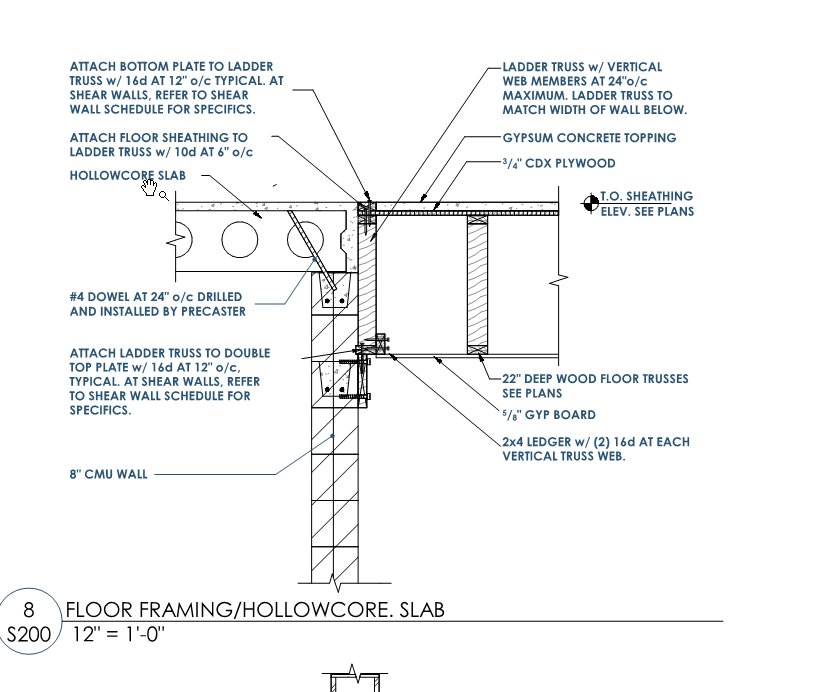 ATTACH BOTTOM PLATE TO LADDER
TRUSS w/ 16d AT 12" o/c TYPICAL. AT
SHEAR WALLS, REFER TO SHEAR
WALL SCHEDULE FOR SPECIFICS.
ATTACH FLOOR SHEATHING TO
LADDER TRUSS w/ 10d AT 6" o/c
HOLLOWCORE SLAB
#4 DOWEL AT 24" o/c DRILLED
AND INSTALLED BY PRECASTER
ATTACH LADDER TRUSS TO DOUBLE
TOP PLATE w/ 16d AT 12" o/c,
TYPICAL. AT SHEAR WALLS, REFER
TO SHEAR WALL SCHEDULE FOR
SPECIFICS.
8" CMU WALL
LADDER TRUSS w/ VERTICAL
WEB MEMBERS AT 24"o/c
MAXIMUM. LADDER TRUSS TO
MATCH WIDTH OF WALL BELOW.
GYPSUM CONCRETE TOPPING
3/4" CDX PLYWOOD
T.O. SHEATHING
ELEV. SEE PLANS
22" DEEP WOOD FLOOR TRUSSES
SEE PLANS
5/8" GYP BOARD
2x4 LEDGER w/ (2) 16d AT EACH
VERTICAL TRUSS WEB.
8
S200
FLOOR FRAMING/HOLLOWCORE. SLAB
12" = 1'-0"